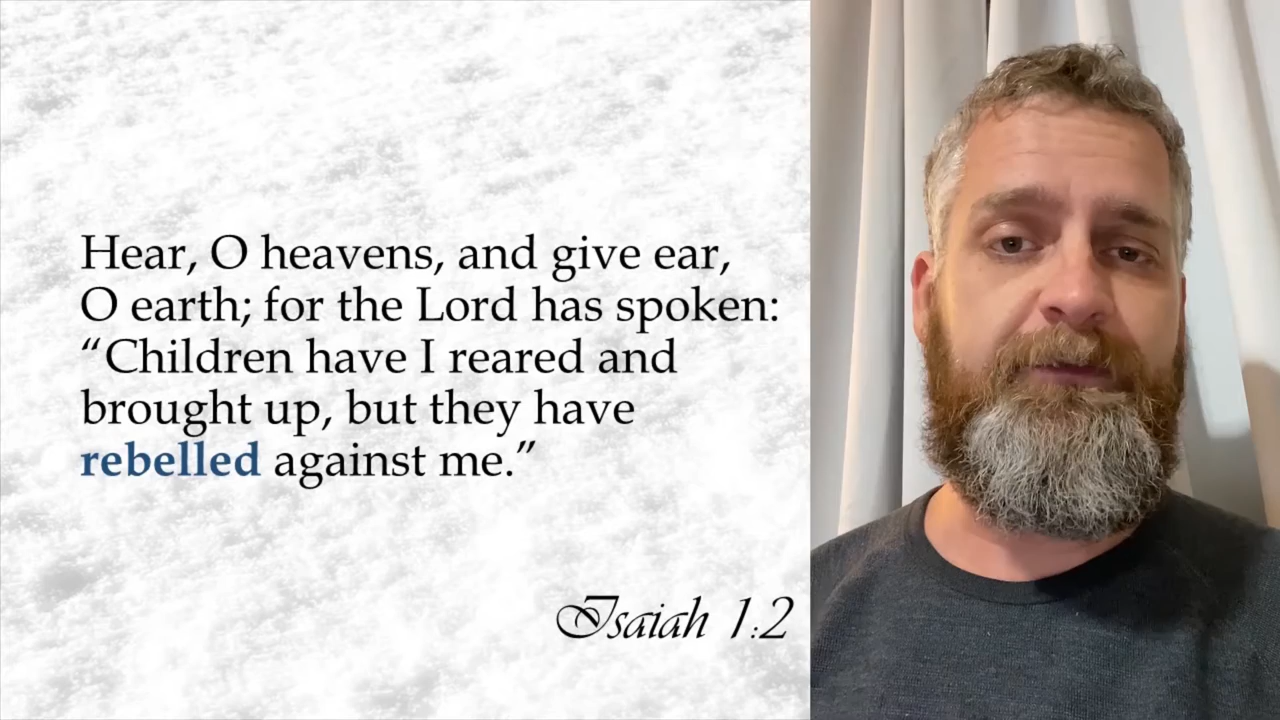 Hear, O heavens, and give ear,
O earth; for the Lord has spoken:
“Children have I reared and
brought up, but they have
rebelled against me.”
Isaiah 1:2